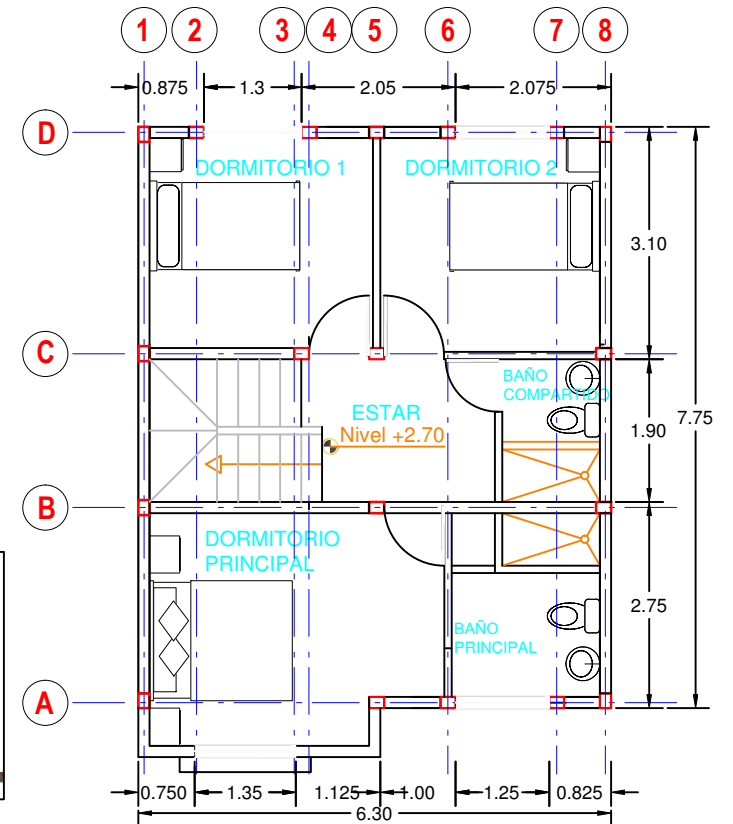 1 2 3 4 5 6 7 8
0.875 1.3 2.05 2.075
D
DORMITORIO 1 DORMITORIO 2
3.10
C
BAÑO
COMPARTIDO
ESTAR
Nivel +2.70
1.90
7.75
B
DORMITORIO
PRINCIPAL
2.75
BAÑO
PRINCIPAL
A
0.750 1.35 1.125 1.00 1.25 0.825
6.30